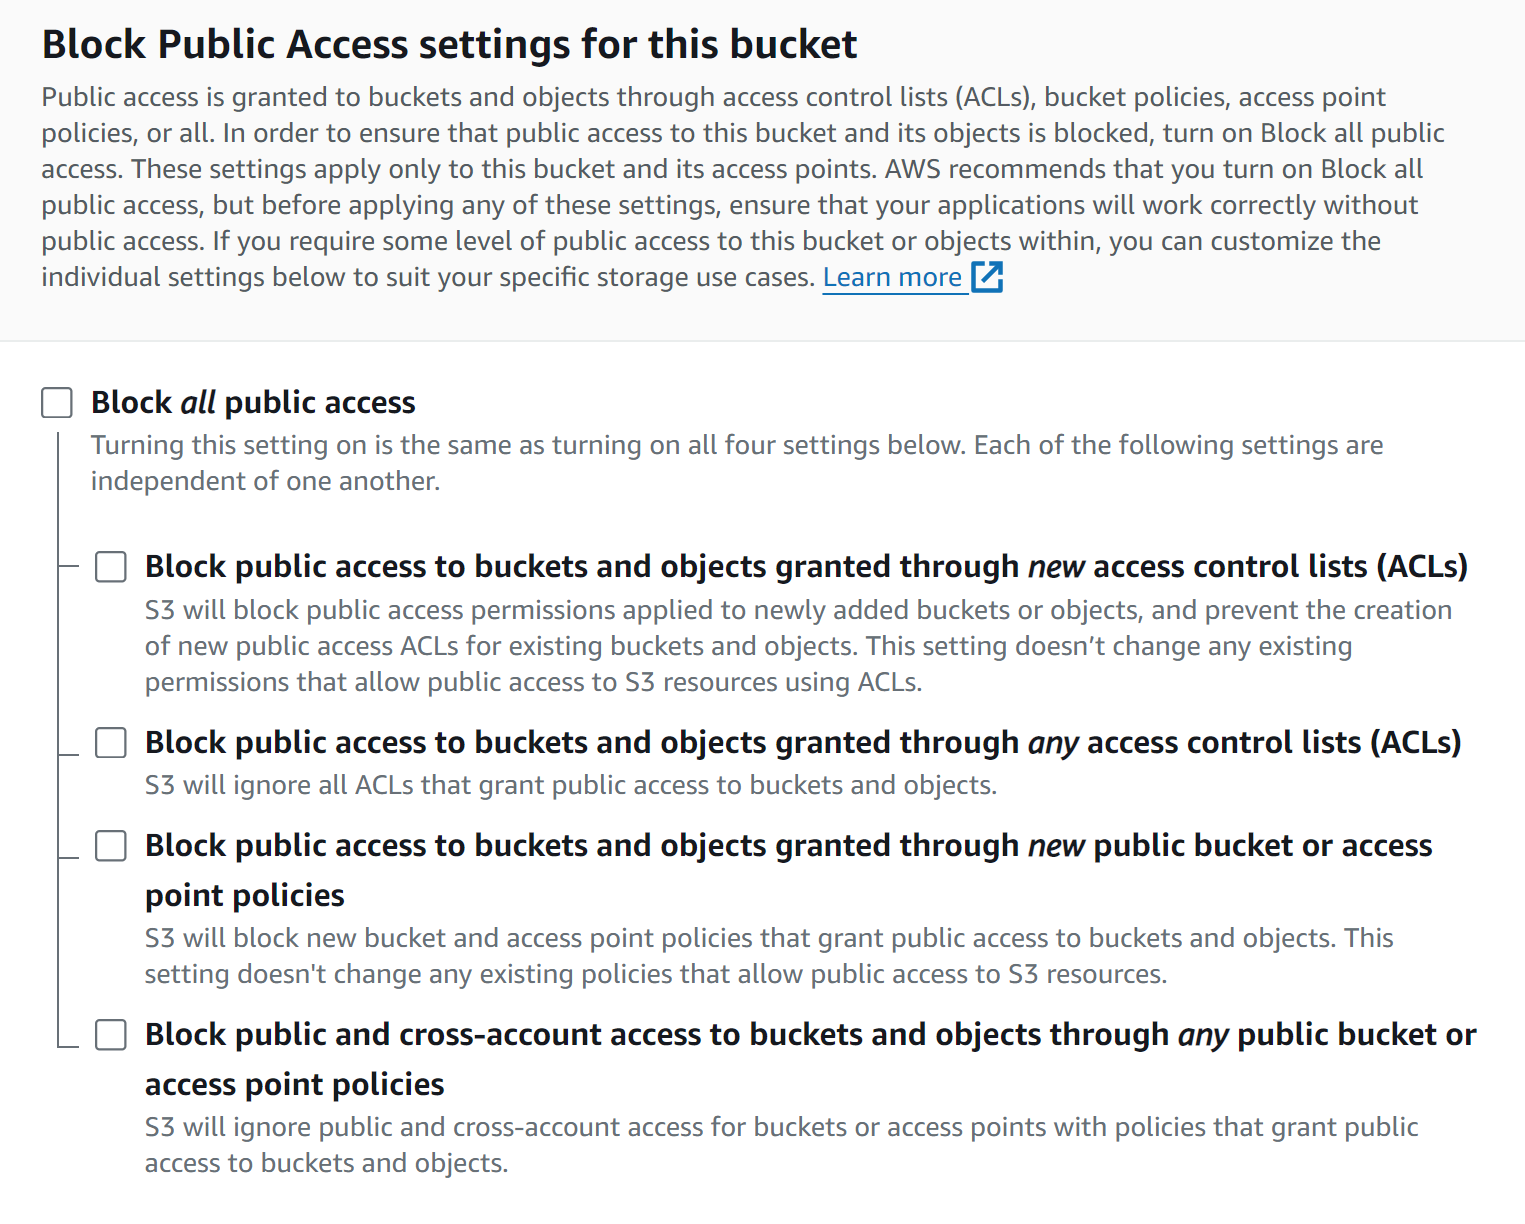 Block Public Access settings for this bucket
Public access is granted to buckets and objects through access control lists (ACLs), bucket policies, access point
policies, or all. In order to ensure that public access to this bucket and its objects is blocked, turn on Block all public
access. These settings apply only to this bucket and its access points. AWS recommends that you turn on Block all
public access, but before applying any of these settings, ensure that your applications will work correctly without
public access. If you require some level of public access to this bucket or objects within, you can customize the
individual settings below to suit your specific storage use cases. Learn more
Block all public access
Turning this setting on is the same as turning on all four settings below. Each of the following settings are
independent of one another.
Block public access to buckets and objects granted through new access control lists (ACLs)
S3 will block public access permissions applied to newly added buckets or objects, and prevent the creation
of new public access ACLs for existing buckets and objects. This setting doesn’t change any existing
permissions that allow public access to S3 resources using ACLs.
Block public access to buckets and objects granted through any access control lists (ACLs)
S3 will ignore all ACLs that grant public access to buckets and objects.
Block public access to buckets and objects granted through new public bucket or access
point policies
S3 will block new bucket and access point policies that grant public access to buckets and objects. This
setting doesn't change any existing policies that allow public access to S3 resources.
Block public and cross-account access to buckets and objects through any public bucket or
access point policies
S3 will ignore public and cross-account access for buckets or access points with policies that grant public
access to buckets and objects.